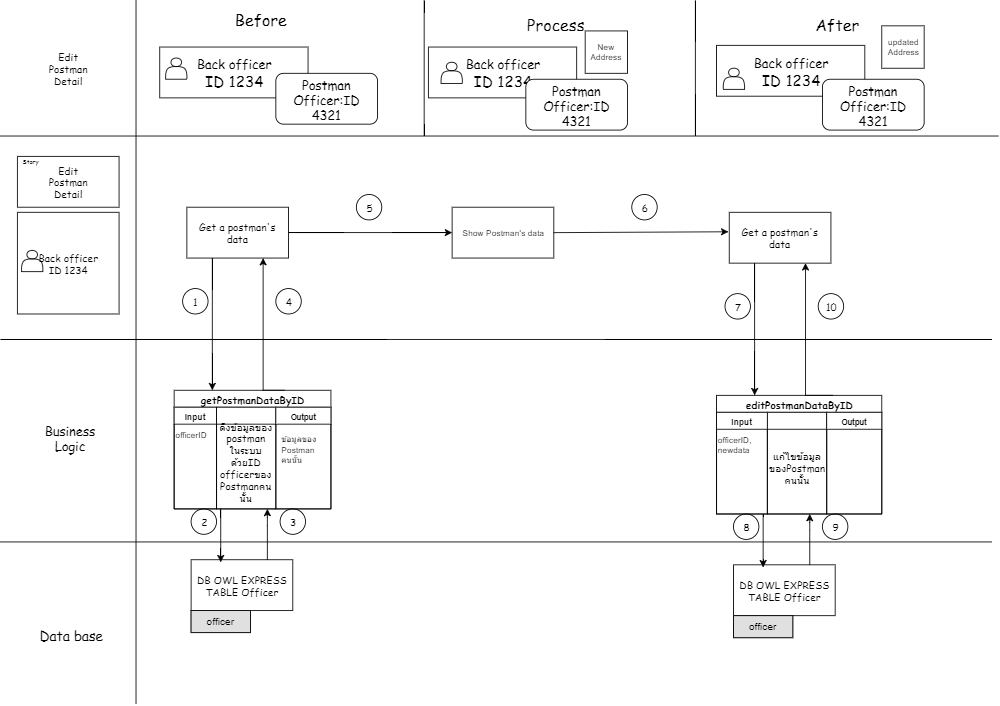 Before
Process
After
Edit
Postman
Detail
Back officer
ID 1234
Postman
Officer:ID
4321
Back officer
ID 1234
New
Address
Postman
Officer:ID
4321
Back officer
ID 1234
updated
Address
Postman
Officer:ID
4321
Story
Edit
Postman
Detail
Back officer
ID 1234
Get a postman's
data
5
Show Postman's data
6
Get a postman's
data
1
4
7
10
Business
Logic
getPostmanDataByID
Input
Output
officerID
ดึงข้อมูลของ
postman
ในระบบ
ด้วยID
officerของ
Postmanคน
นั้น
ข้อมูลของ
Postman
คนนั้น
2
3
editPostmanDataByID
Input
Output
officerID,
newdata
แก้ไขข้อมูล
ของPostman
คนนั้น
8
9
Data base
DB OWL EXPRESS
TABLE Officer
officer
DB OWL EXPRESS
TABLE Officer
officer